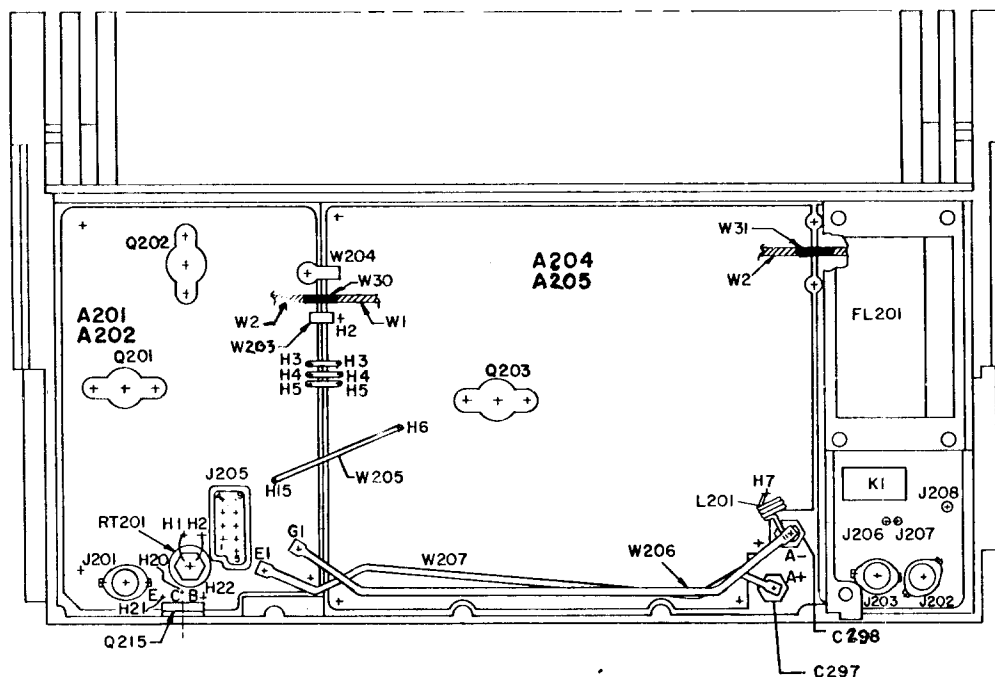 Q202
W204
W31
W30
A204
A205
W2
FL201
A201
A202
W2
W1
H2
W203
Q201
H3 H3
H4 H4
H5 H5
Q203
H6
J205
W205
H15
H7
K1
L201
J208
RT201
H1 H2
G1
J206 J207
J201
H20
E1
W207
W206
A-
A+
H22
E C B
H21
J203 J202
Q215
C298
C297